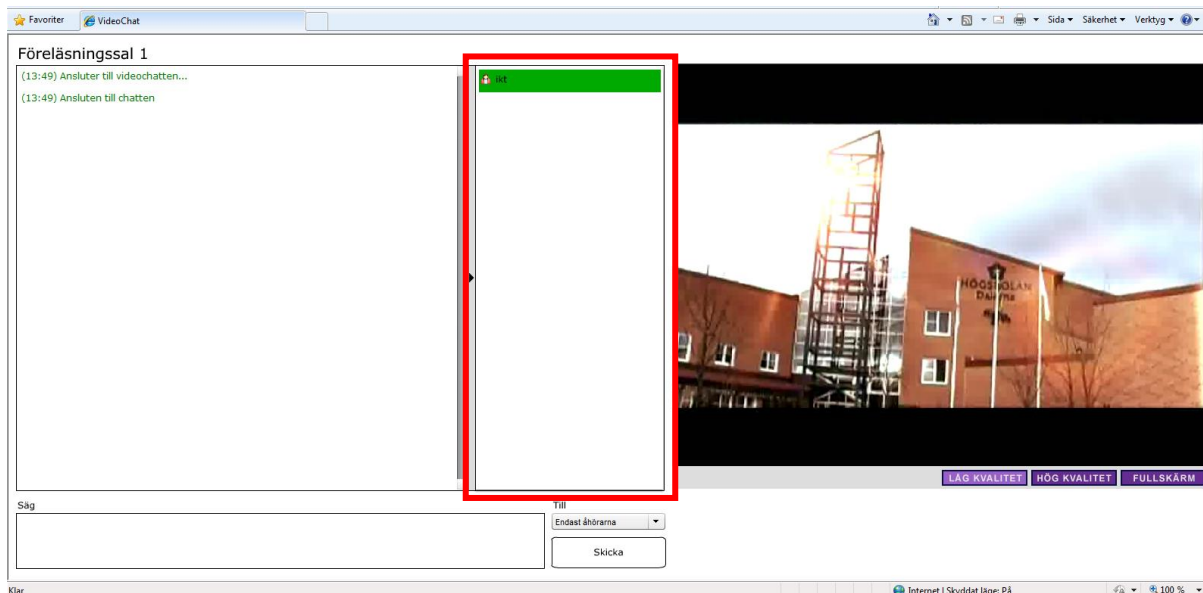 Favoriter
VideoChat
Sida
Säkerhet
Verktyg
Föreläsningssal 1
(13:49) Ansluter till videochatten...
(13:49) Ansluten till chatten
ikt
HÖGSKOLAN
DALARNA
LÅG KVALITET
HÖG KVALITET
FULLSKÄRM
Säg
Till
Endast åhörarna
Skicka
Klar
Internet | Skyddat läge: På
100 %